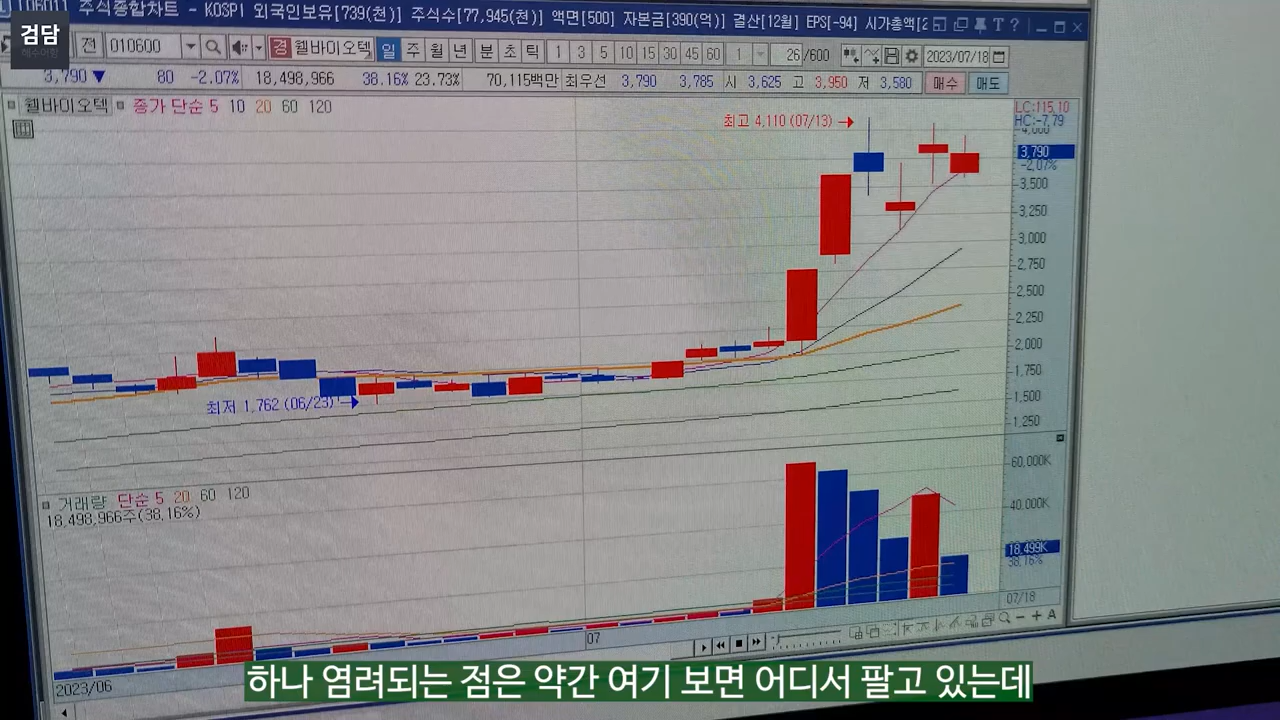 [0601] 주식종합차트 - KOSPI 외국인보유[739(천)] 주식수[77,945(천)] 액면[500] 자본금[390(억)] 결산[12월] EPS[-94] 시가총액[2
검담
전 010600 경 웰바이오텍 일 주 월 년 분 초 틱 1 3 5 10 15 30 45 60 1 26 /600 2023/07/18
3,790 ▼ 80 -2.07% 18,498,966 38.16% 23.73% 70,115백만 최우선 3,790 3,785 시 3,625 고 3,950 저 3,580 매수 매도
웰바이오텍 종가 단순 5 10 20 60 120
LC:115.10
HC:-7.79
최고 4,110 (07/13)
4,000
3,790
-2.07%
3,500
3,250
3,000
2,750
2,500
2,250
2,000
1,750
1,500
1,250
최저 1,762 (06/23)
거래량 단순 5 20 60 120
18,498,966주(38.16%)
60,000K
40,000K
18,499K
38.16%
2023/06
07
07/18
A
하나 염려되는 점은 약간 여기 보면 어디서 팔고 있는데